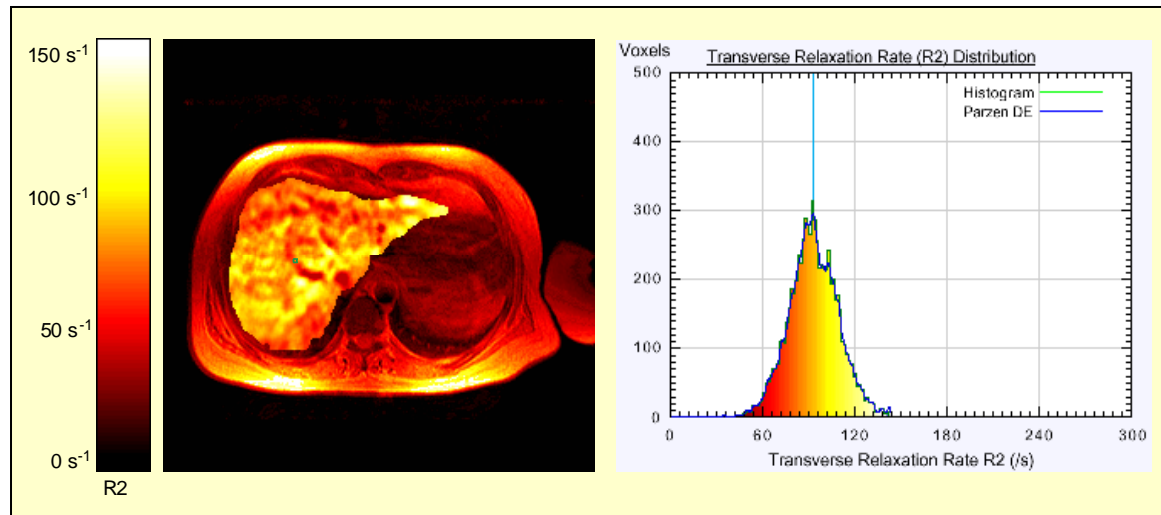 150 s⁻¹
100 s⁻¹
50 s⁻¹
0 s⁻¹
R2
Voxels
Transverse Relaxation Rate (R2) Distribution
Histogram
Parzen DE
500
400
300
200
100
0
0 60 120 180 240 300
Transverse Relaxation Rate R2 (/s)